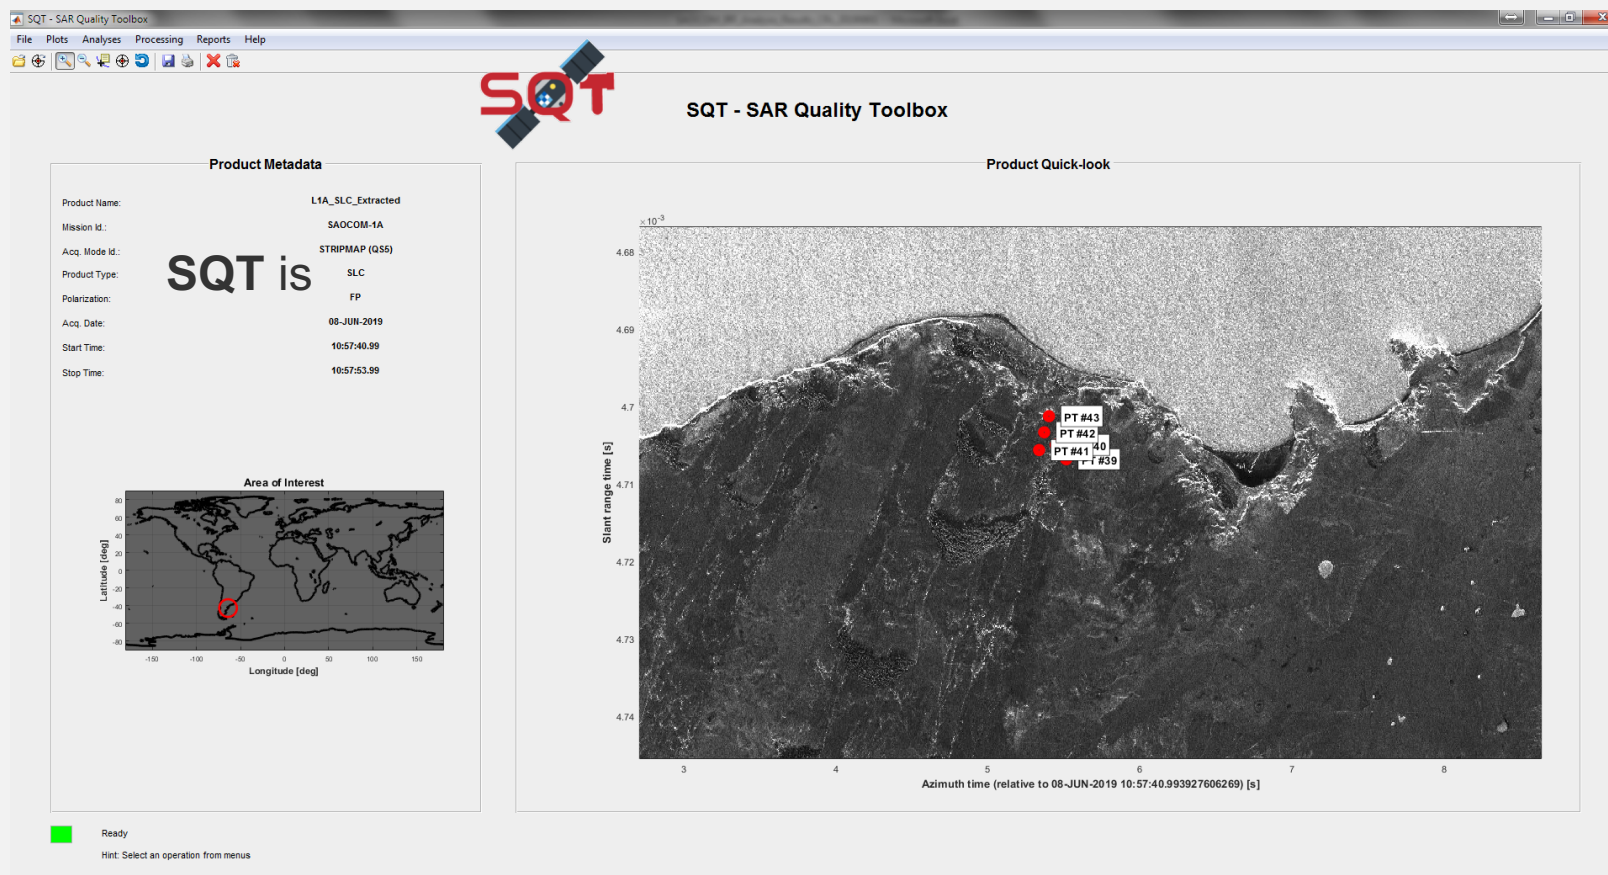 SQT - SAR Quality Toolbox
File Plots Analyses Processing Reports Help
SQT
SQT - SAR Quality Toolbox
Product Metadata
Product Name: L1A_SLC_Extracted
Mission Id.: SAOCOM-1A
Acq. Mode Id.: STRIPMAP (QS5)
Product Type: SLC
SQT is
Polarization: FP
Acq. Date: 08-JUN-2019
Start Time: 10:57:40.99
Stop Time: 10:57:53.99
Area of Interest
Latitude [deg]
80
60
40
20
0
-20
-40
-60
-80
-150 -100 -50 0 50 100 150
Longitude [deg]
Product Quick-look
×10-3
4.68
4.69
4.7
4.71
4.72
4.73
4.74
Slant range time [s]
PT #43
PT #42
40
PT #41
PT #39
3 4 5 6 7 8
Azimuth time (relative to 08-JUN-2019 10:57:40.993927606269) [s]
Ready
Hint: Select an operation from menus